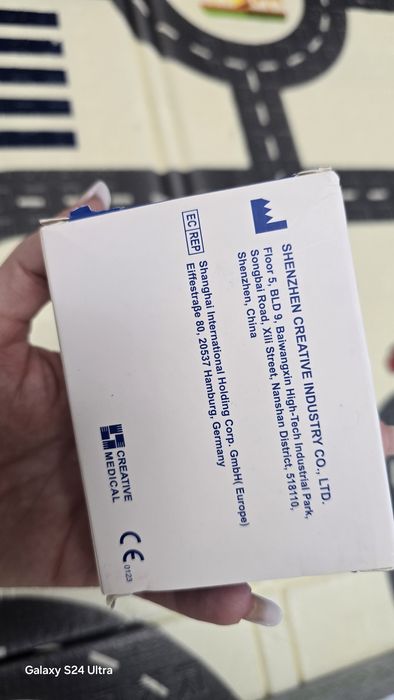 SHENZHEN CREATIVE INDUSTRY CO., LTD.
Floor 5, BLD 9, Baiwangxin High-Tech Industrial Park,
Songbai Road, Xili Street, Nanshan District, 518110,
Shenzhen, China
EC REP
Shanghai International Holding Corp. GmbH( Europe)
Eiffestraβe 80, 20537 Hamburg, Germany
CREATIVE
MEDICAL
CE 0123
Galaxy S24 Ultra